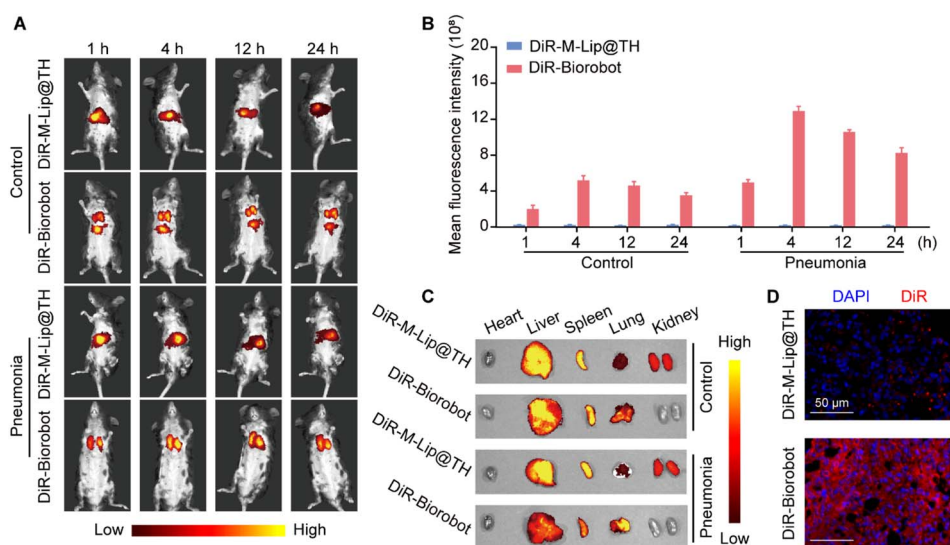 A
1 h 4 h 12 h 24 h
Control
DiR-M-Lip@TH
DiR-Biorobot
Pneumonia
DiR-M-Lip@TH
DiR-Biorobot
Low High
B
Mean fluorescence intensity (10⁸)
20
16
12
8
4
0
DiR-M-Lip@TH
DiR-Biorobot
1 4 12 24 1 4 12 24 (h)
Control Pneumonia
C
Heart Liver Spleen Lung Kidney
DiR-M-Lip@TH
DiR-Biorobot
DiR-M-Lip@TH
DiR-Biorobot
Control
Pneumonia
High
Low
D
DAPI DiR
DiR-M-Lip@TH
50 μm
DiR-Biorobot